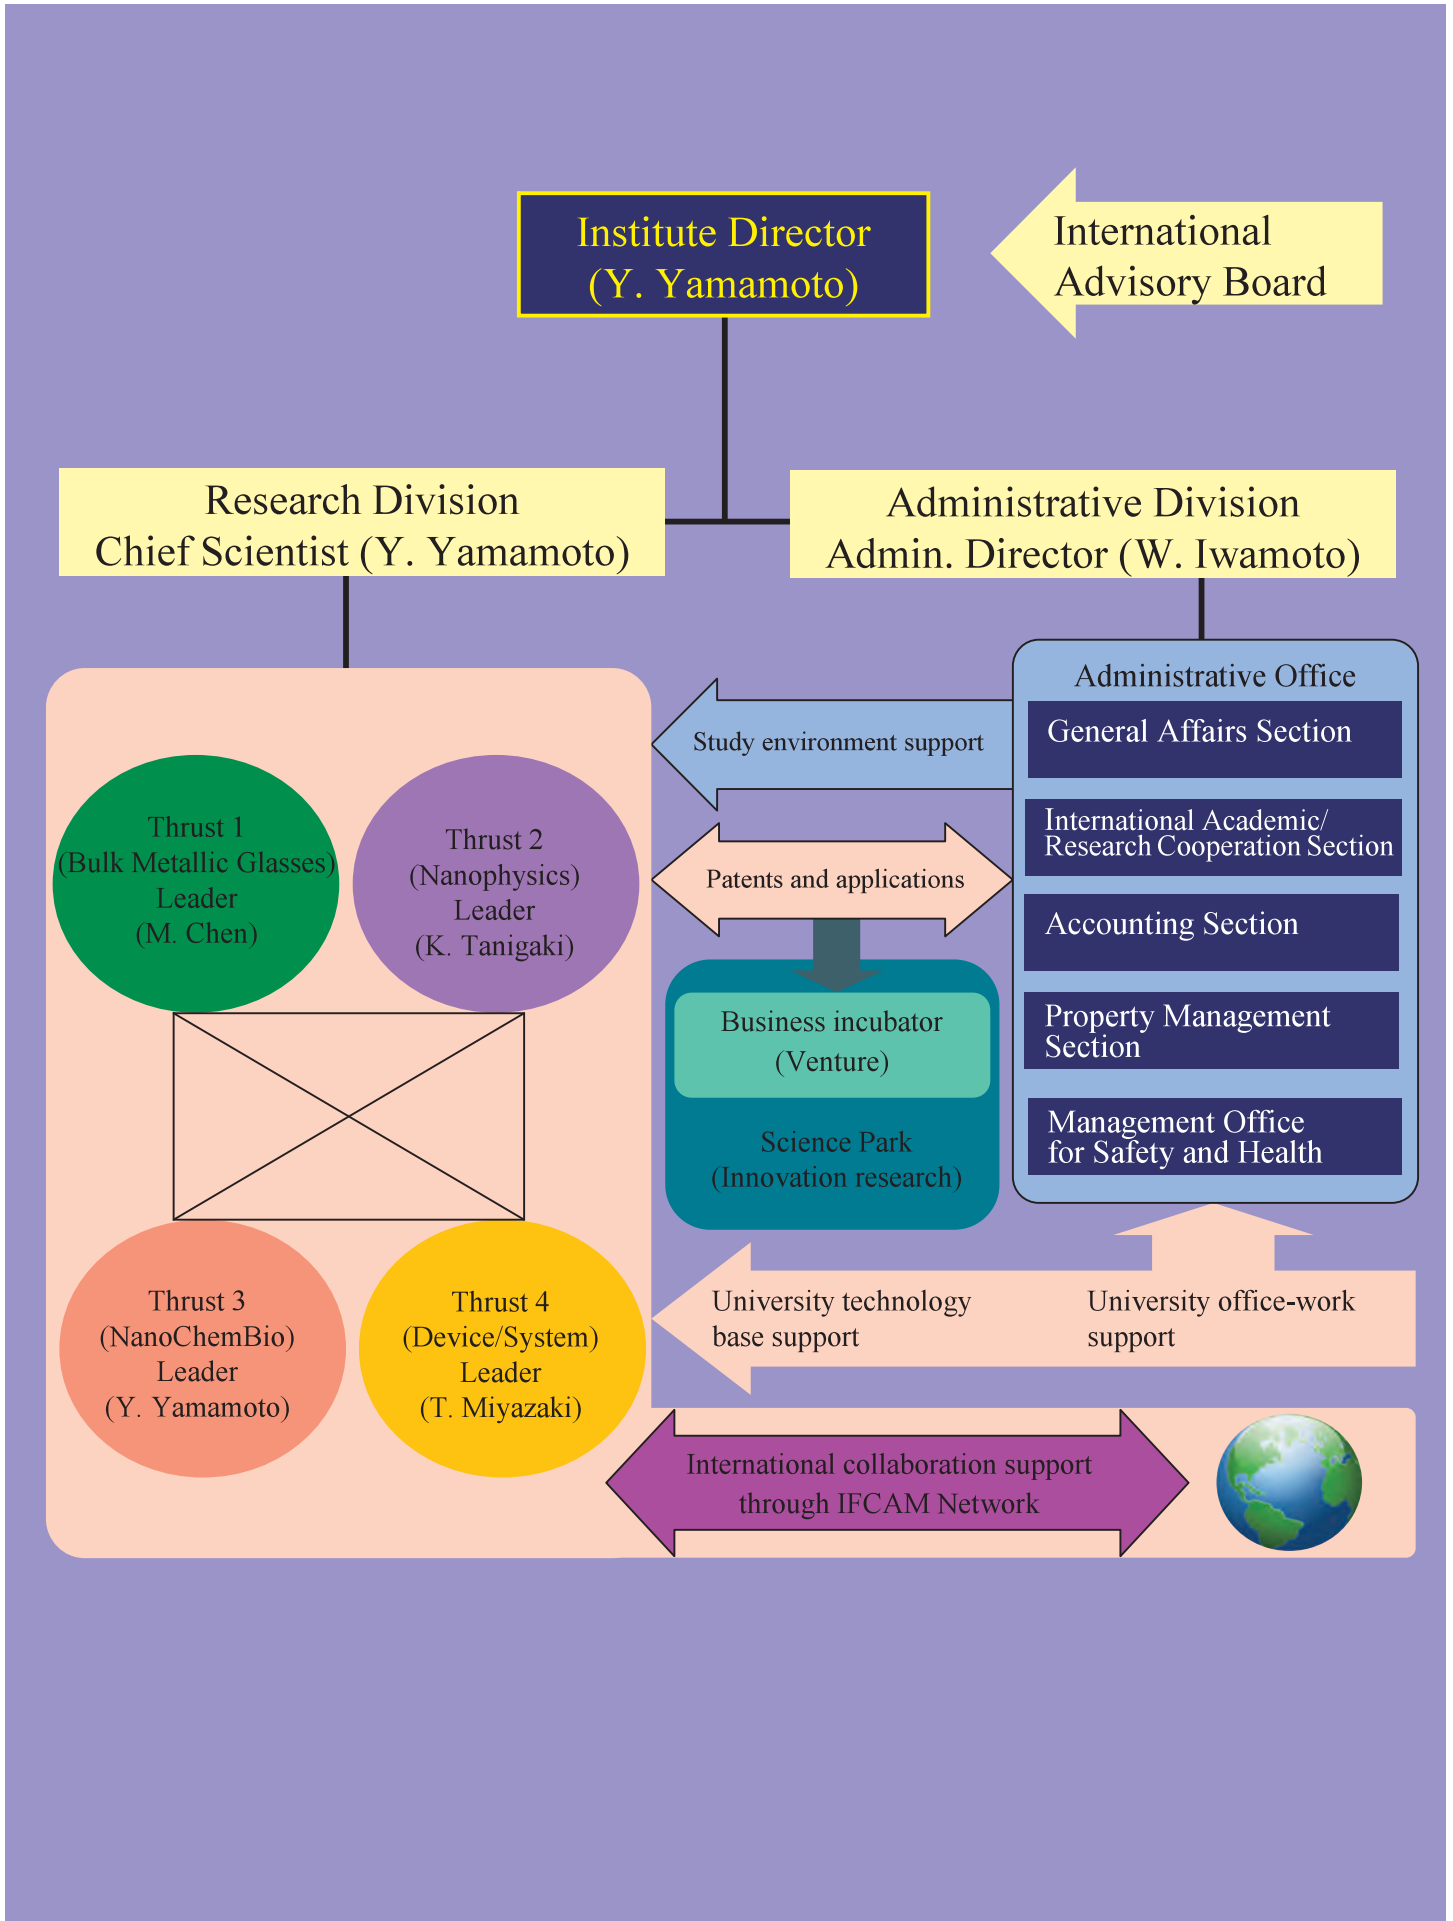 Institute Director
(Y. Yamamoto)
International
Advisory Board
Research Division
Chief Scientist (Y. Yamamoto)
Administrative Division
Admin. Director (W. Iwamoto)
Thrust 1
(Bulk Metallic Glasses)
Leader
(M. Chen)
Thrust 2
(Nanophysics)
Leader
(K. Tanigaki)
Thrust 3
(NanoChemBio)
Leader
(Y. Yamamoto)
Thrust 4
(Device/System)
Leader
(T. Miyazaki)
Study environment support
Patents and applications
Business incubator
(Venture)
Science Park
(Innovation research)
Administrative Office
General Affairs Section
International Academic/
Research Cooperation Section
Accounting Section
Property Management
Section
Management Office
for Safety and Health
University technology
base support
University office-work
support
International collaboration support
through IFCAM Network